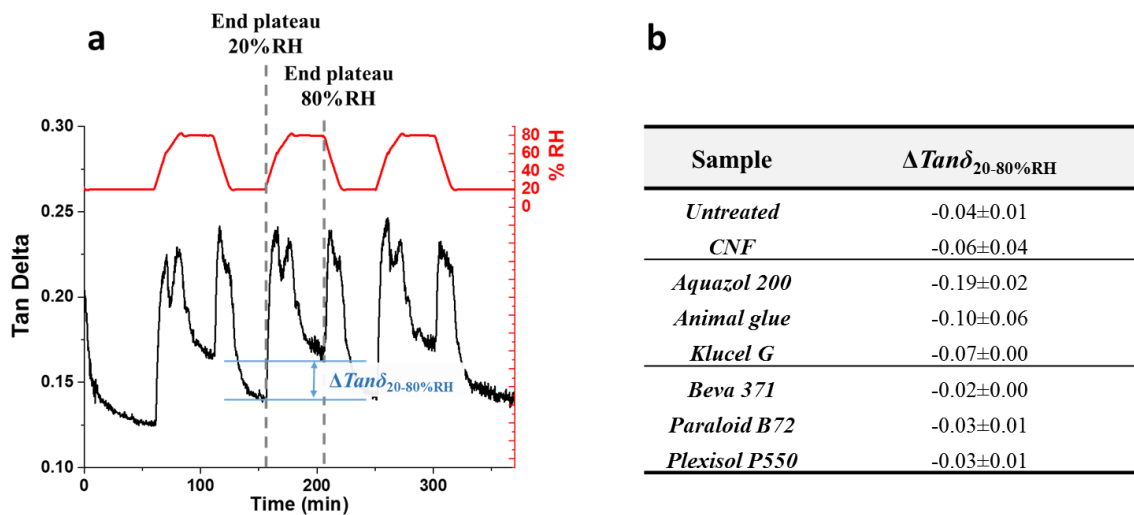 a
End plateau
20%RH
End plateau
80%RH
0.30
0.25
0.20
0.15
0.10
Tan Delta
80
60
40
20
0
% RH
ΔTanδ20-80%RH
0
100
200
300
Time (min)
b
Sample ΔTanδ20-80%RH
Untreated -0.04±0.01
CNF -0.06±0.04
Aquazol 200 -0.19±0.02
Animal glue -0.10±0.06
Klucel G -0.07±0.00
Beva 371 -0.02±0.00
Paraloid B72 -0.03±0.01
Plexisol P550 -0.03±0.01